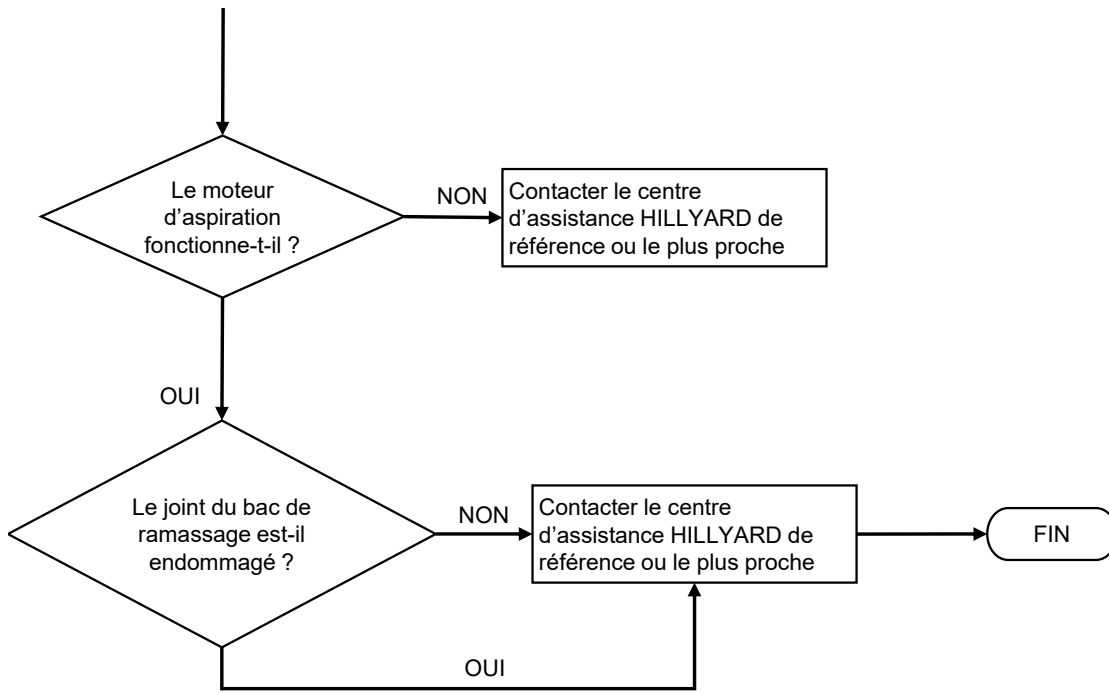 Le moteur
d’aspiration
fonctionne-t-il ?
NON
Contacter le centre
d’assistance HILLYARD de
référence ou le plus proche
OUI
Le joint du bac de
ramassage est-il
endommagé ?
NON
Contacter le centre
d’assistance HILLYARD de
référence ou le plus proche
FIN
OUI